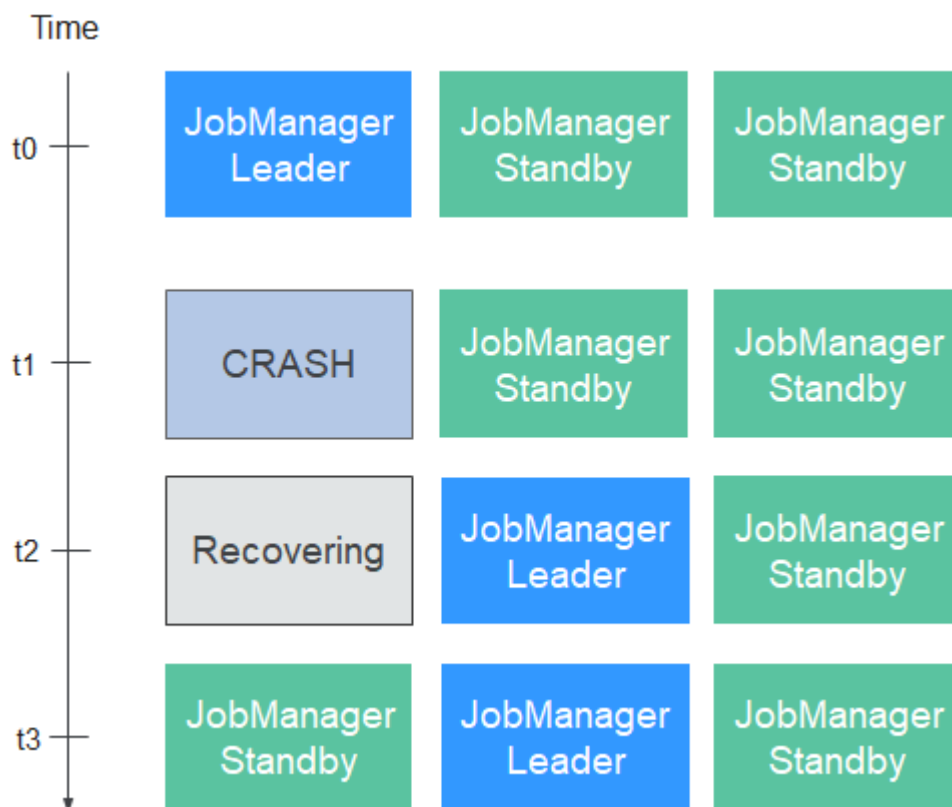 Time
t0
JobManager
Leader
JobManager
Standby
JobManager
Standby
t1
CRASH
JobManager
Standby
JobManager
Standby
t2
Recovering
JobManager
Leader
JobManager
Standby
t3
JobManager
Standby
JobManager
Leader
JobManager
Standby